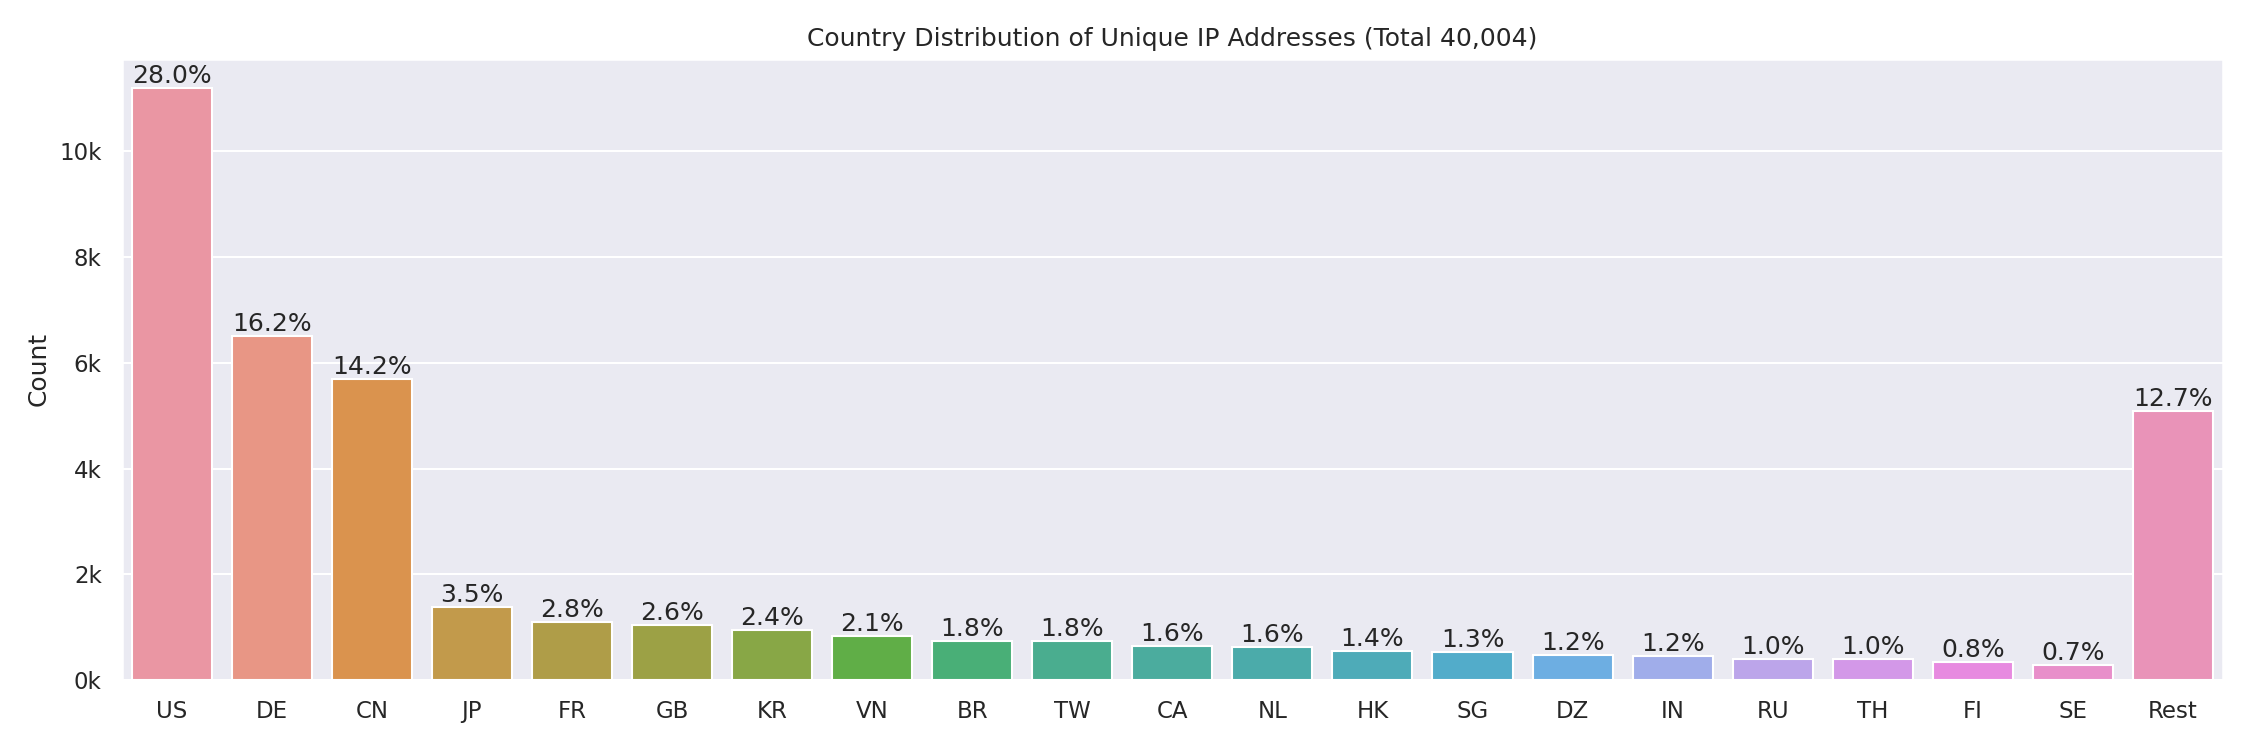 Country Distribution of Unique IP Addresses (Total 40,004)
Count
10k
8k
6k
4k
2k
0k
28.0%
16.2%
14.2%
3.5%
2.8%
2.6%
2.4%
2.1%
1.8%
1.8%
1.6%
1.6%
1.4%
1.3%
1.2%
1.2%
1.0%
1.0%
0.8%
0.7%
12.7%
US DE CN JP FR GB KR VN BR TW CA NL HK SG DZ IN RU TH FI SE Rest